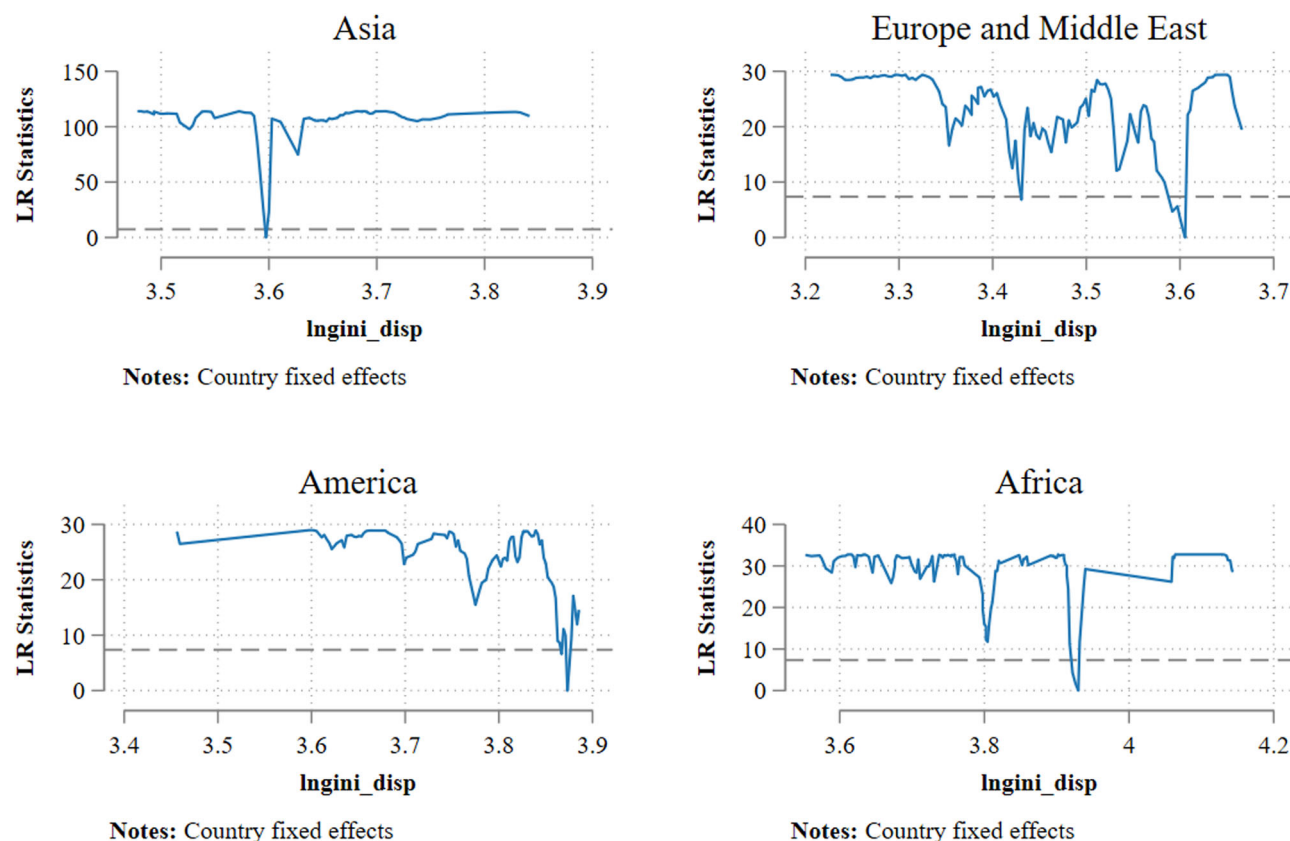 Asia
LR Statistics
150
100
50
0
3.5 3.6 3.7 3.8 3.9
lngini_disp
Notes: Country fixed effects
Europe and Middle East
LR Statistics
30
20
10
0
3.2 3.3 3.4 3.5 3.6 3.7
lngini_disp
Notes: Country fixed effects
America
LR Statistics
30
20
10
0
3.4 3.5 3.6 3.7 3.8 3.9
lngini_disp
Notes: Country fixed effects
Africa
LR Statistics
40
30
20
10
0
3.6 3.8 4 4.2
lngini_disp
Notes: Country fixed effects